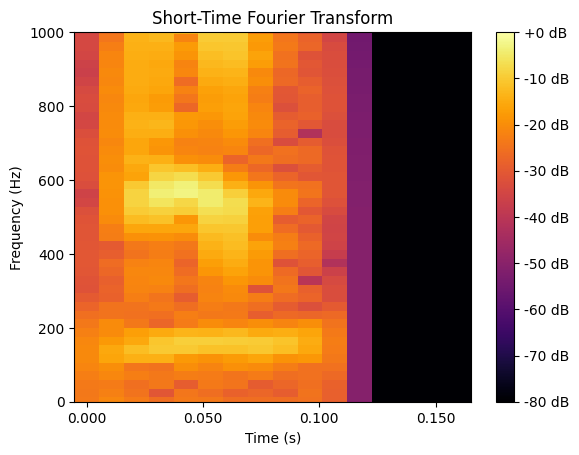 Short-Time Fourier Transform
1000
800
600
400
200
0
Frequency (Hz)
0.000
0.050
0.100
0.150
Time (s)
+0 dB
-10 dB
-20 dB
-30 dB
-40 dB
-50 dB
-60 dB
-70 dB
-80 dB